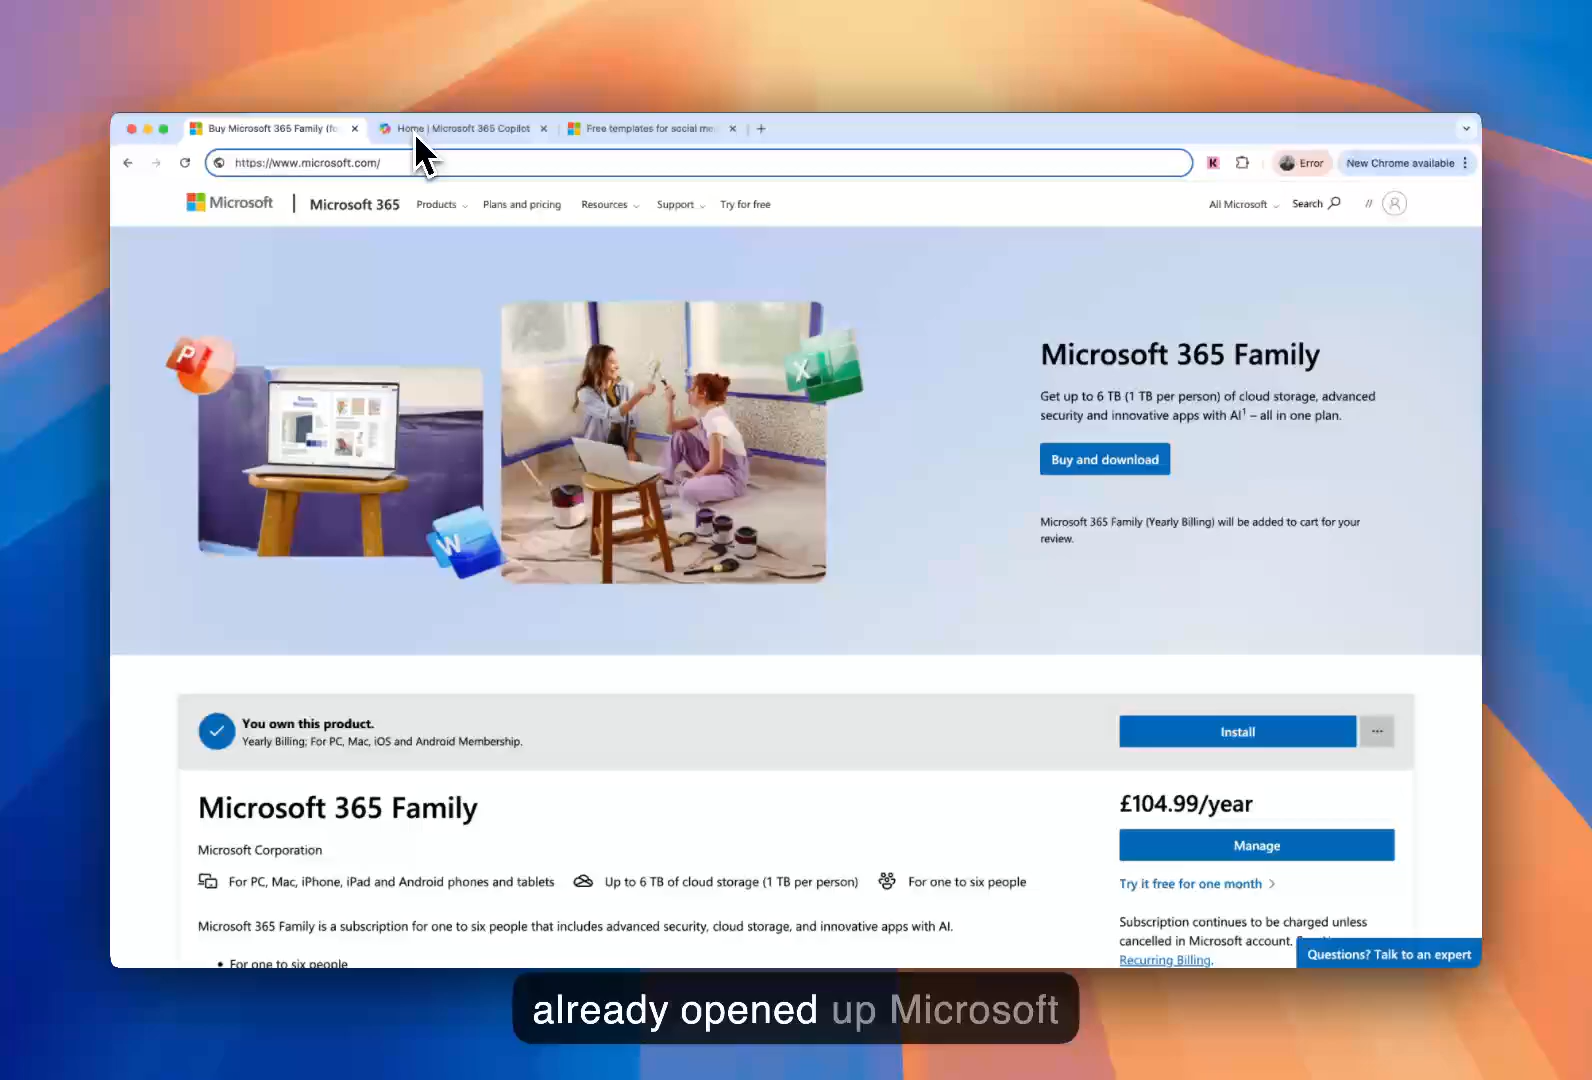 Buy Microsoft 365 Family (fo
Home | Microsoft 365 Copilot
Free templates for social me
https://www.microsoft.com/
K
Error
New Chrome available
Microsoft
Microsoft 365
Products
Plans and pricing
Resources
Support
Try for free
All Microsoft
Search
P
X
W
Microsoft 365 Family
Get up to 6 TB (1 TB per person) of cloud storage, advanced
security and innovative apps with AI¹ – all in one plan.
Buy and download
Microsoft 365 Family (Yearly Billing) will be added to cart for your
review.
You own this product.
Yearly Billing; For PC, Mac, iOS and Android Membership.
Install
Microsoft 365 Family
Microsoft Corporation
For PC, Mac, iPhone, iPad and Android phones and tablets
Up to 6 TB of cloud storage (1 TB per person)
For one to six people
Microsoft 365 Family is a subscription for one to six people that includes advanced security, cloud storage, and innovative apps with AI.
• For one to six people
£104.99/year
Manage
Try it free for one month
Subscription continues to be charged unless
cancelled in Microsoft account.
Recurring Billing.
Questions? Talk to an expert
already opened up Microsoft